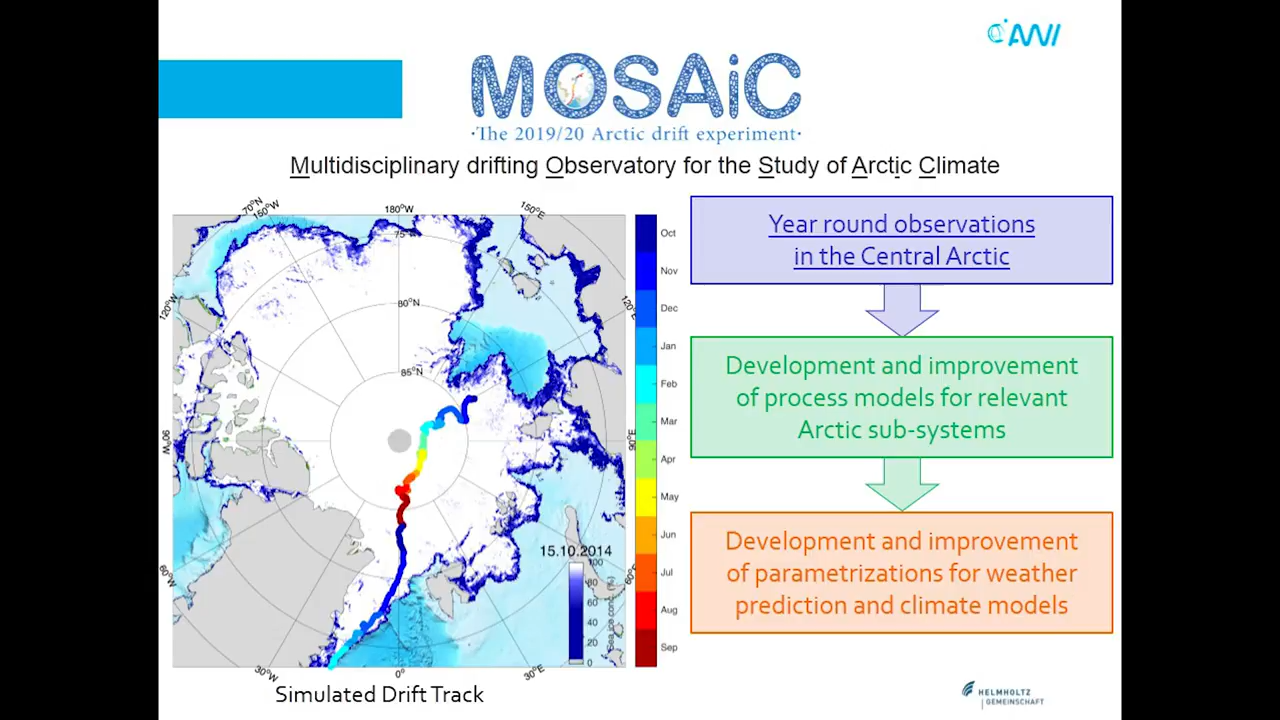 AWI
MOSAiC
·The 2019/20 Arctic drift experiment·
Multidisciplinary drifting Observatory for the Study of Arctic Climate
70°N
150°W
180°W
150°E
75°N
120°W
80°N
120°E
85°N
90°W
90°E
60°W
60°E
30°W
0°
30°E
15.10.2014
100
80
60
40
20
0
Sea ice conc. (%)
Oct
Nov
Dec
Jan
Feb
Mar
Apr
May
Jun
Jul
Aug
Sep
Simulated Drift Track
Year round observations
in the Central Arctic
Development and improvement
of process models for relevant
Arctic sub-systems
Development and improvement
of parametrizations for weather
prediction and climate models
HELMHOLTZ
GEMEINSCHAFT